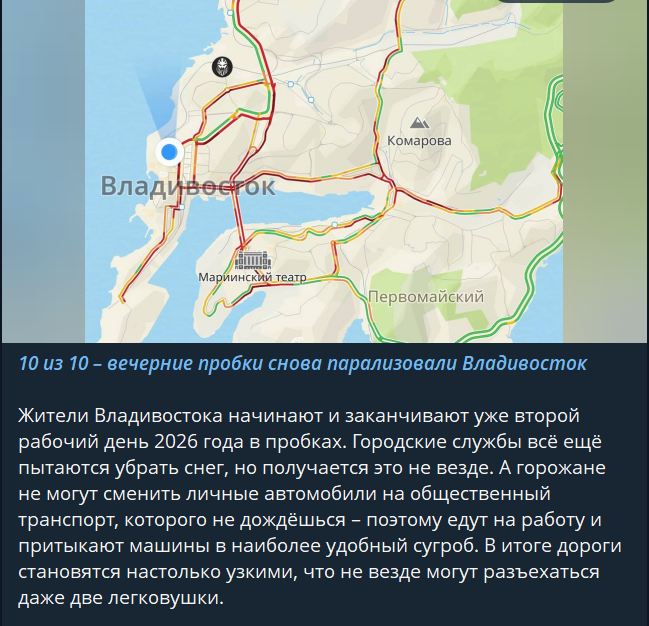 Комарова
Владивосток
Мариинский театр
Первомайский
10 из 10 – вечерние пробки снова парализовали Владивосток
Жители Владивостока начинают и заканчивают уже второй
рабочий день 2026 года в пробках. Городские службы всё ещё
пытаются убрать снег, но получается это не везде. А горожане
не могут сменить личные автомобили на общественный
транспорт, которого не дождёшься – поэтому едут на работу и
притыкают машины в наиболее удобный сугроб. В итоге дороги
становятся настолько узкими, что не везде могут разъехаться
даже две легковушки.